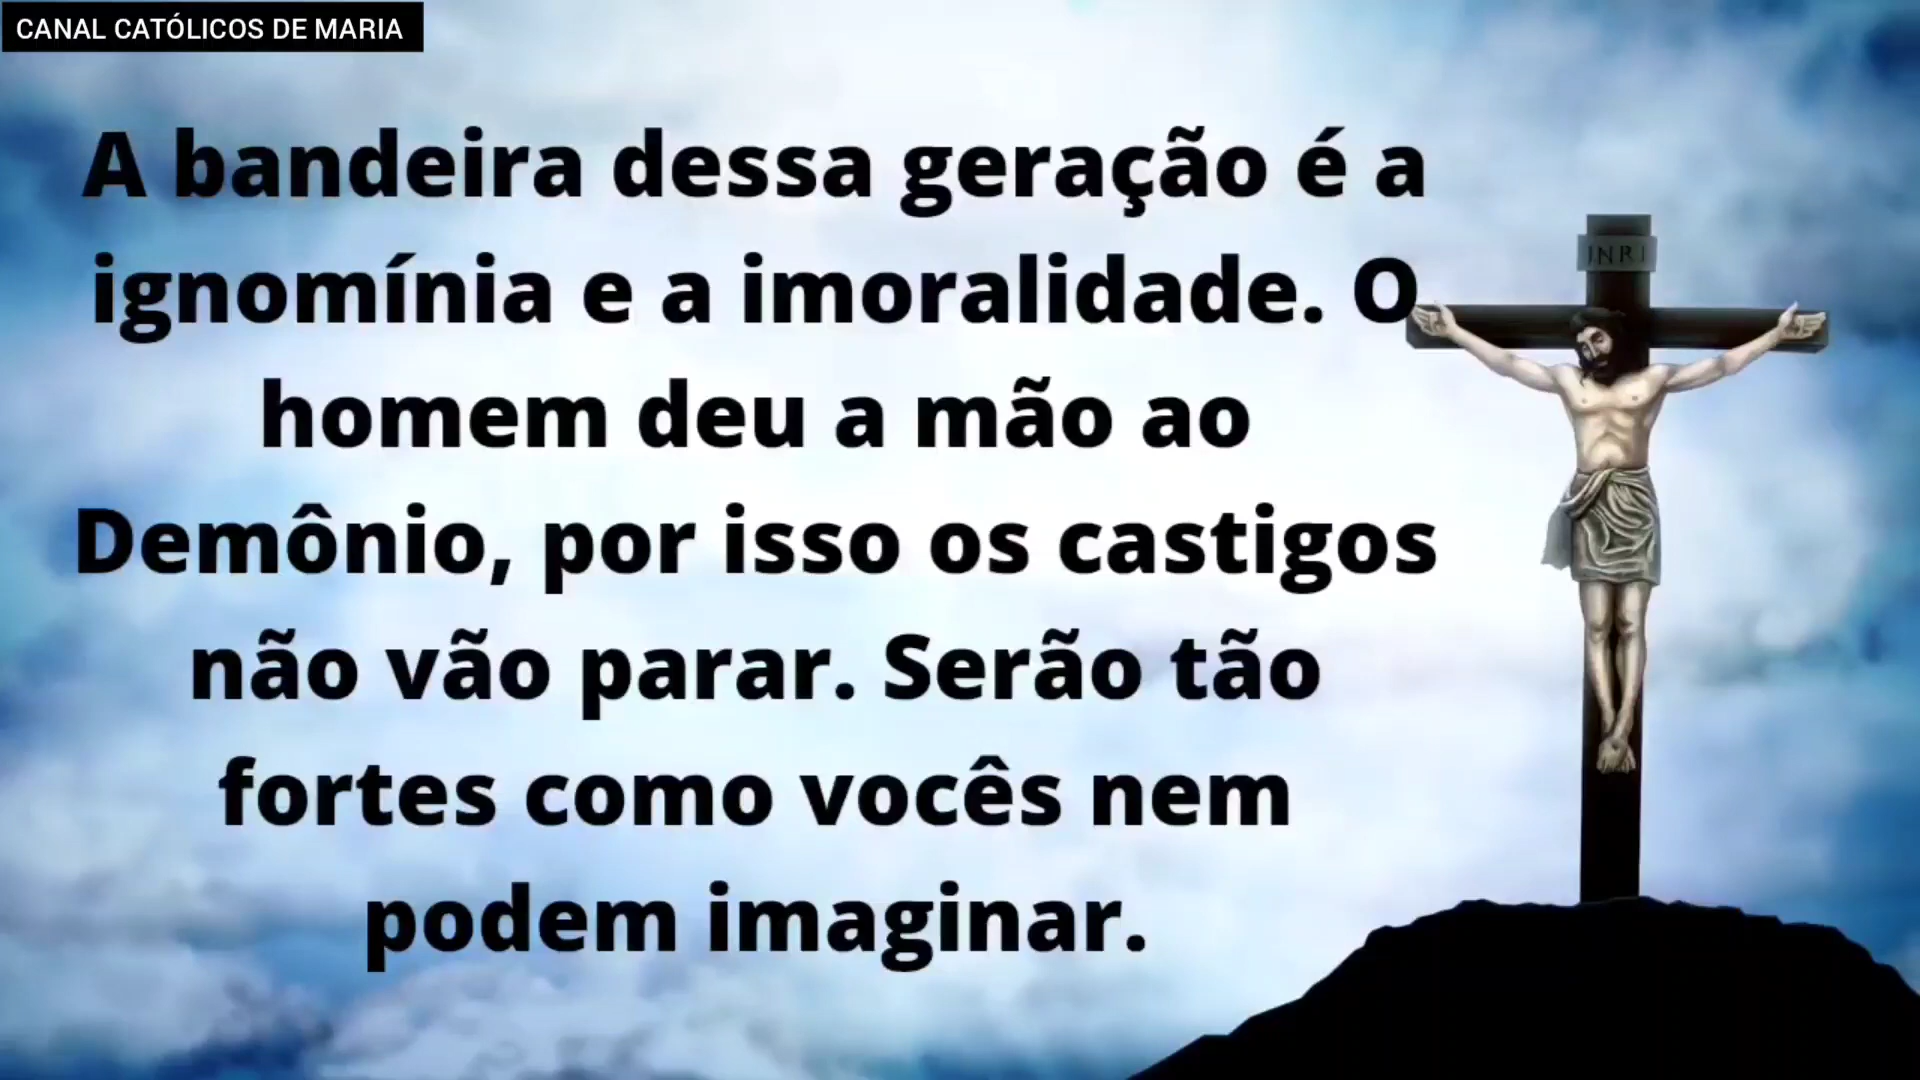 CANAL CATÓLICOS DE MARIA
A bandeira dessa geração é a
ignomínia e a imoralidade. O
homem deu a mão ao
Demônio, por isso os castigos
não vão parar. Serão tão
fortes como vocês nem
podem imaginar.
INRI